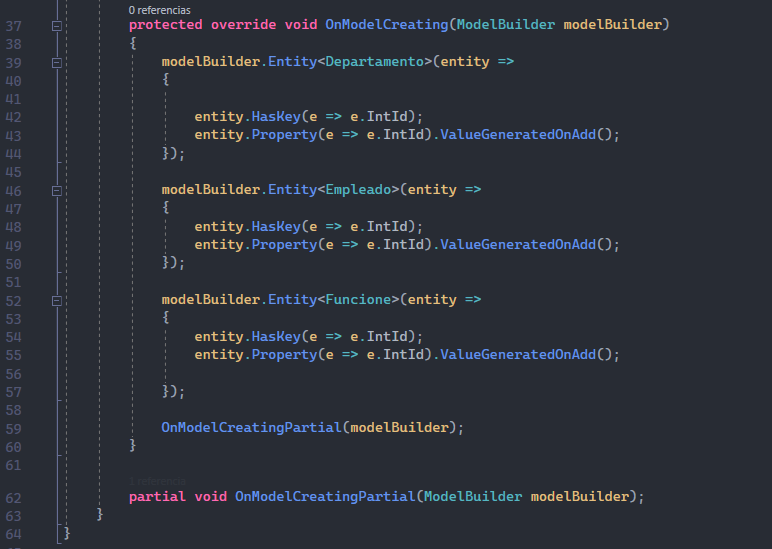 0 referencias
37 protected override void OnModelCreating(ModelBuilder modelBuilder)
38 {
39 modelBuilder.Entity<Departamento>(entity =>
40 {
41
42 entity.HasKey(e => e.IntId);
43 entity.Property(e => e.IntId).ValueGeneratedOnAdd();
44 });
45
46 modelBuilder.Entity<Empleado>(entity =>
47 {
48 entity.HasKey(e => e.IntId);
49 entity.Property(e => e.IntId).ValueGeneratedOnAdd();
50 });
51
52 modelBuilder.Entity<Funcione>(entity =>
53 {
54 entity.HasKey(e => e.IntId);
55 entity.Property(e => e.IntId).ValueGeneratedOnAdd();
56
57 });
58
59 OnModelCreatingPartial(modelBuilder);
60 }
61
1 referencia
62 partial void OnModelCreatingPartial(ModelBuilder modelBuilder);
63 }
64 }